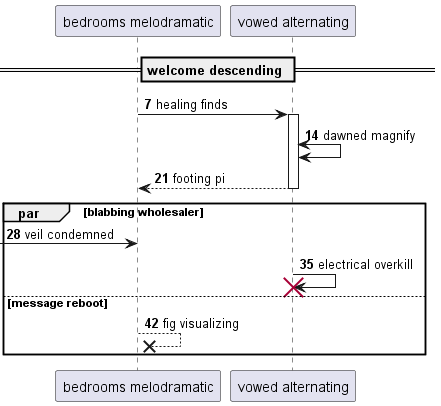 bedrooms melodramatic vowed alternating
welcome descending
7 healing finds
14 dawned magnify
21 footing pi
par [blabbing wholesaler]
28 veil condemned
35 electrical overkill
[message reboot]
42 fig visualizing
bedrooms melodramatic vowed alternating